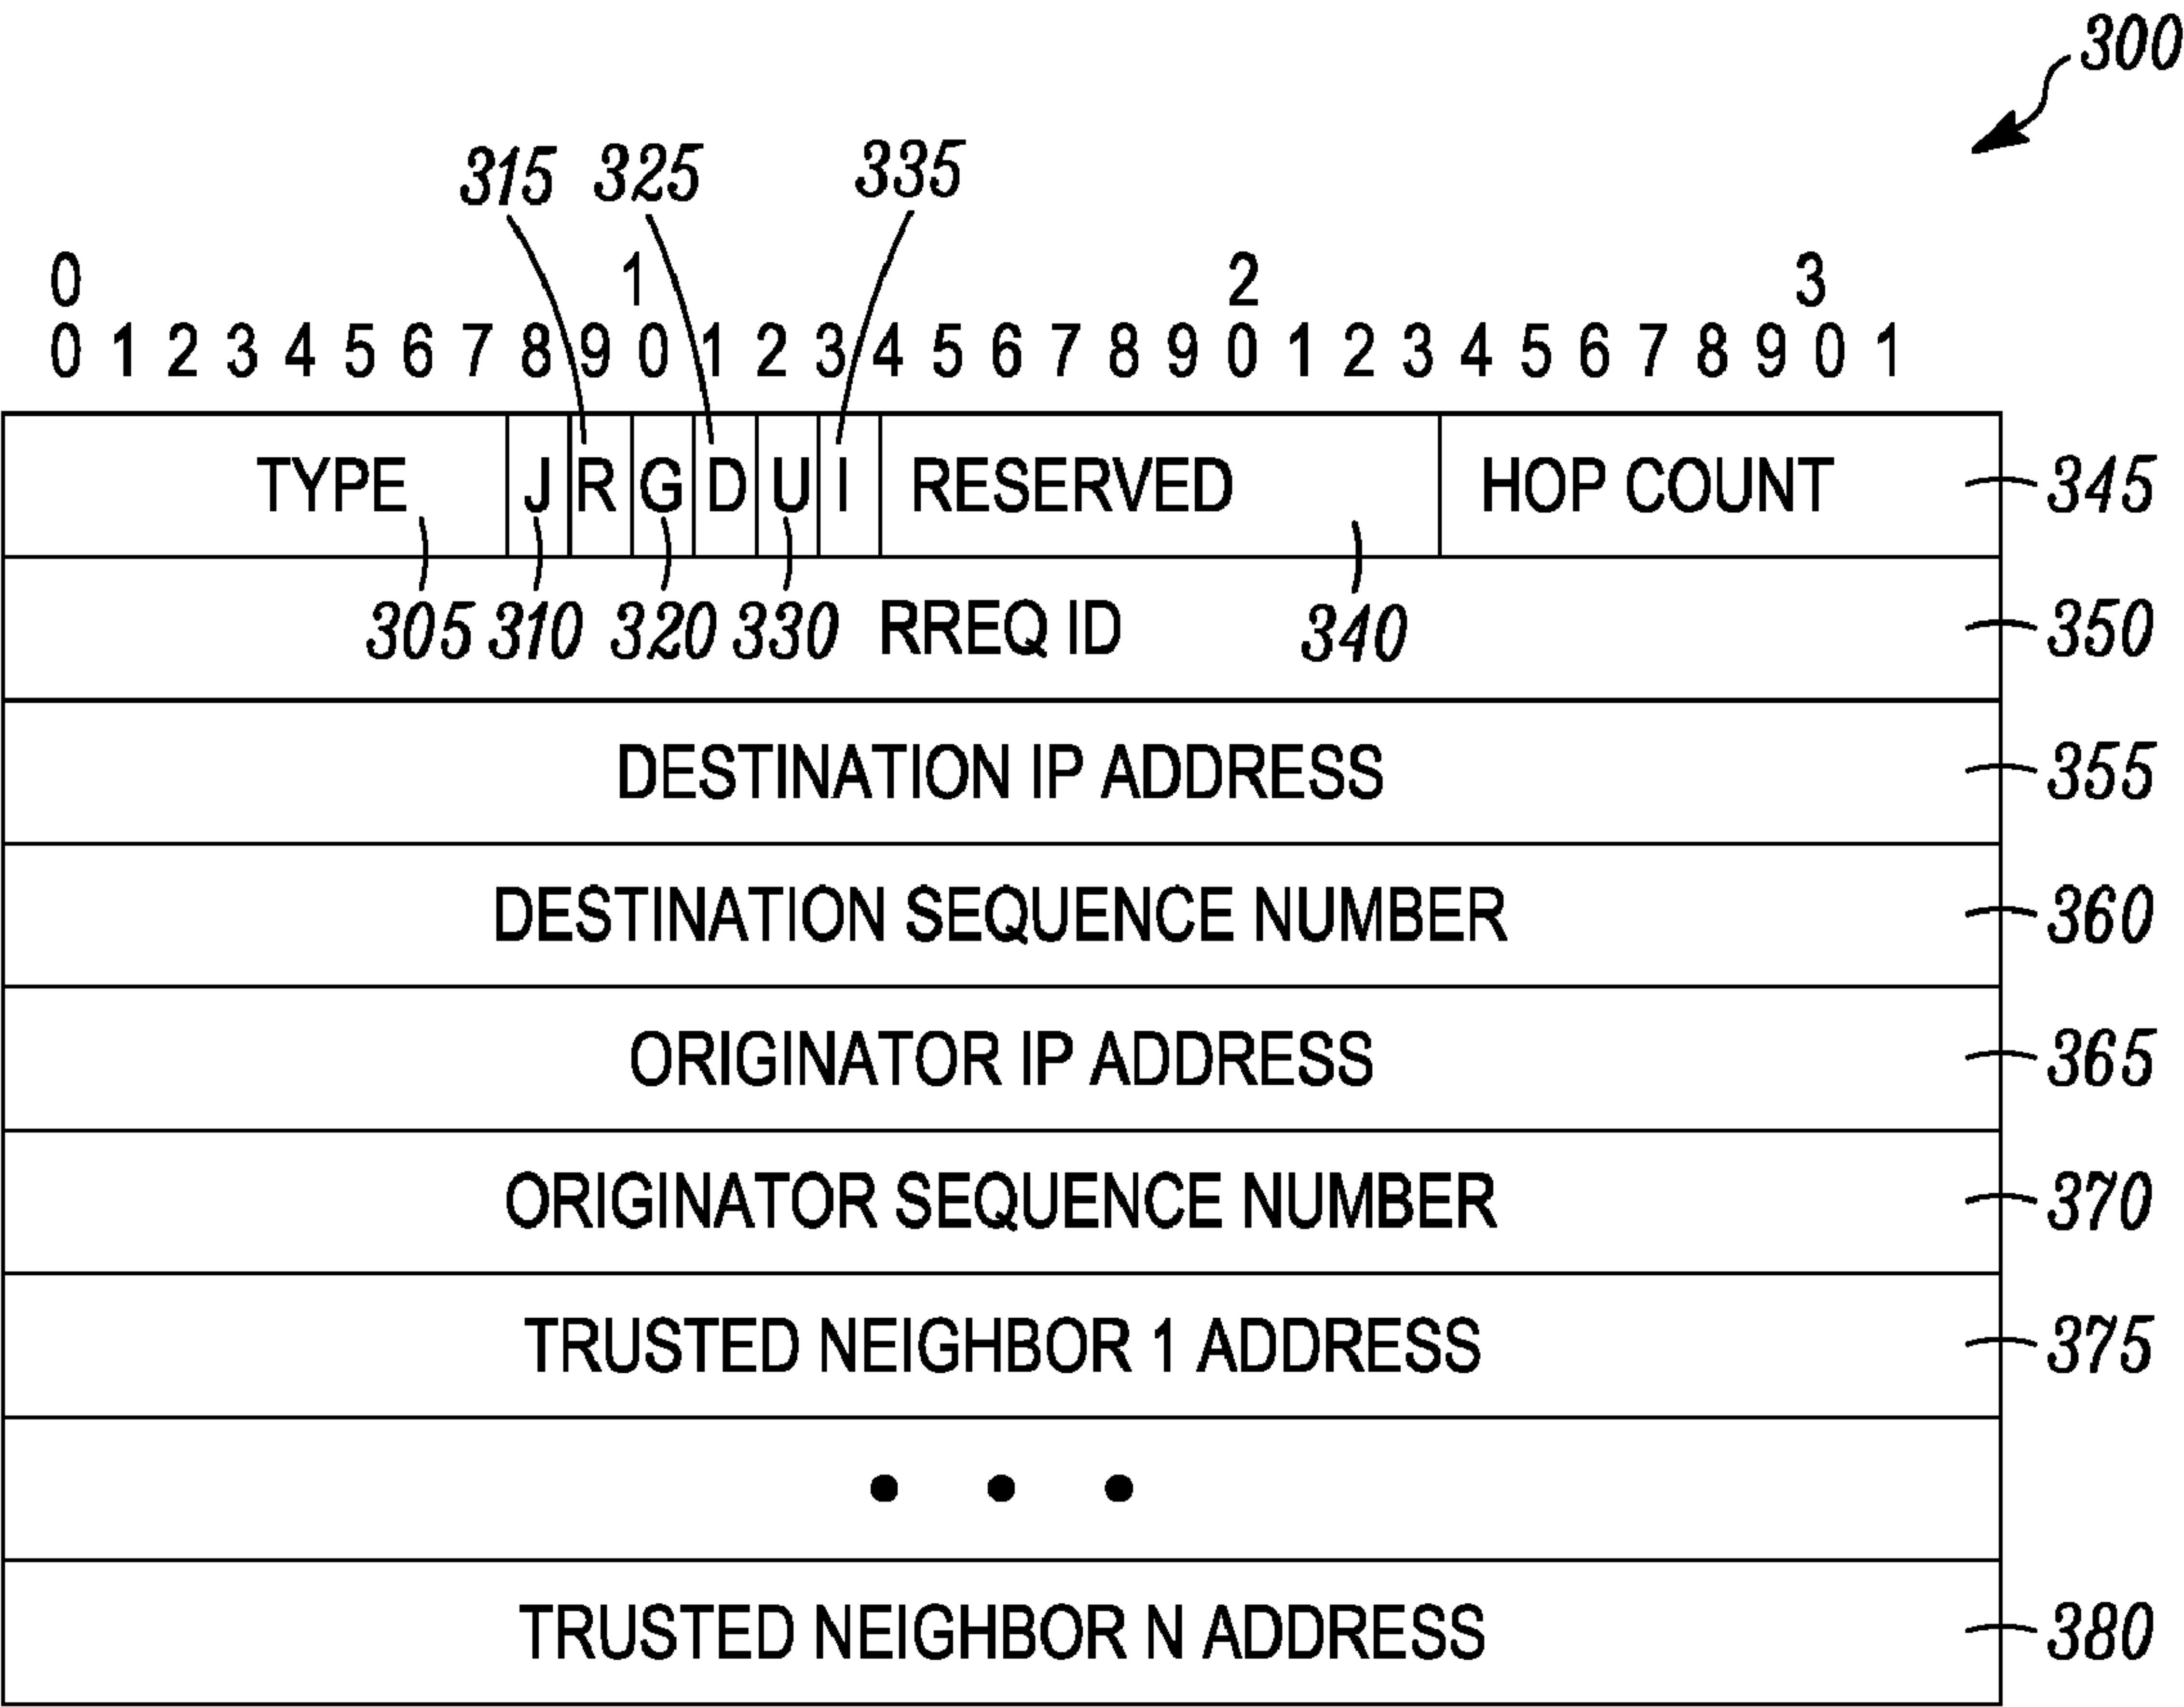 300
315 325 335
0 1 2 3
0 1 2 3 4 5 6 7 8 9 0 1 2 3 4 5 6 7 8 9 0 1 2 3 4 5 6 7 8 9 0 1
TYPE J R G D U I RESERVED HOP COUNT 345
305 310 320 330 RREQ ID 340 350
DESTINATION IP ADDRESS 355
DESTINATION SEQUENCE NUMBER 360
ORIGINATOR IP ADDRESS 365
ORIGINATOR SEQUENCE NUMBER 370
TRUSTED NEIGHBOR 1 ADDRESS 375
• • •
TRUSTED NEIGHBOR N ADDRESS 380